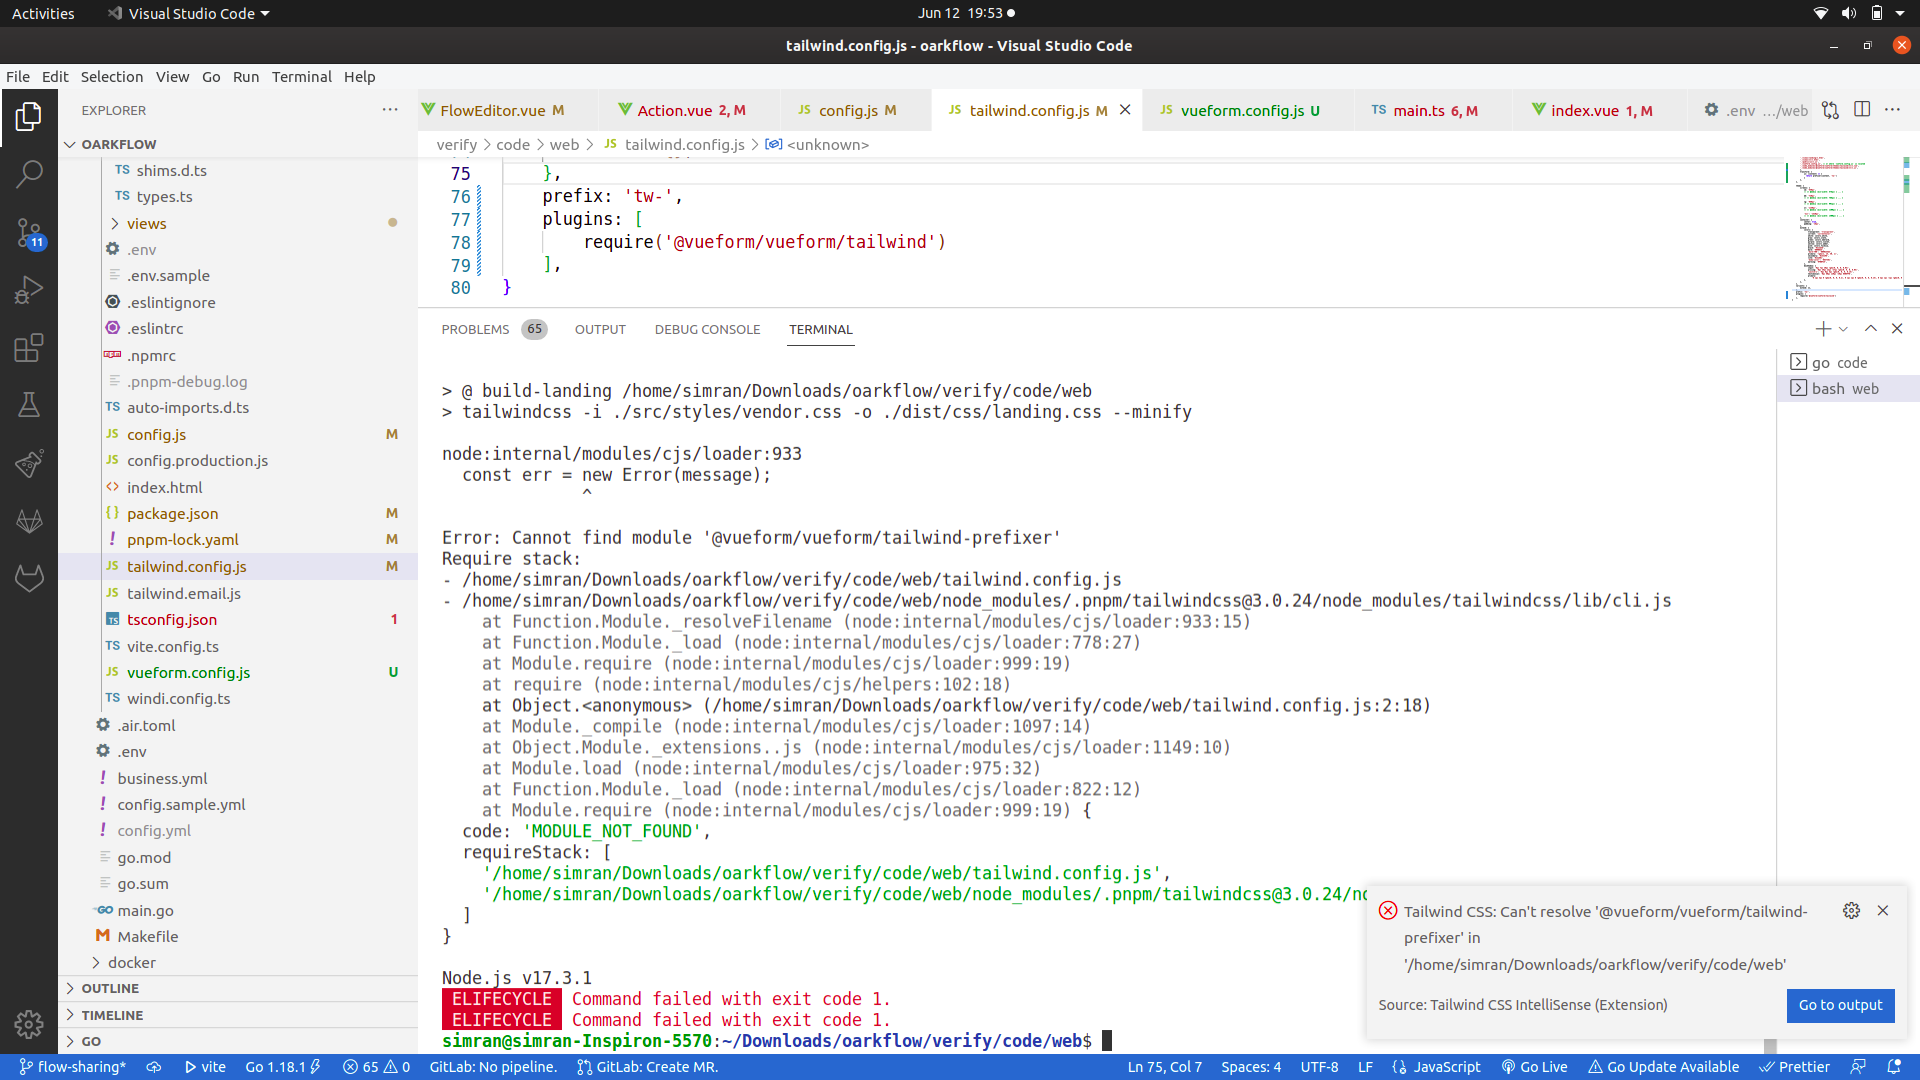 Activities
Visual Studio Code
Jun 12 19:53
tailwind.config.js - oarkflow - Visual Studio Code
File Edit Selection View Go Run Terminal Help
EXPLORER
OARKFLOW
TS shims.d.ts
TS types.ts
views
.env
.env.sample
.eslintignore
.eslintrc
.npmrc
.pnpm-debug.log
TS auto-imports.d.ts
JS config.js M
JS config.production.js
index.html
package.json M
pnpm-lock.yaml M
JS tailwind.config.js M
JS tailwind.email.js
tsconfig.json 1
TS vite.config.ts
JS vueform.config.js U
TS windi.config.ts
.air.toml
.env
business.yml
config.sample.yml
config.yml
go.mod
go.sum
main.go
Makefile
docker
OUTLINE
TIMELINE
GO
11
FlowEditor.vue M
Action.vue 2, M
JS config.js M
JS tailwind.config.js M
JS vueform.config.js U
TS main.ts 6, M
index.vue 1, M
.env .../web
verify > code > web > JS tailwind.config.js > <unknown>
75 },
76 prefix: 'tw-',
77 plugins: [
78 require('@vueform/vueform/tailwind')
79 ],
80 }
PROBLEMS 65 OUTPUT DEBUG CONSOLE TERMINAL
go code
bash web
> @ build-landing /home/simran/Downloads/oarkflow/verify/code/web
> tailwindcss -i ./src/styles/vendor.css -o ./dist/css/landing.css --minify
node:internal/modules/cjs/loader:933
const err = new Error(message);
^
Error: Cannot find module '@vueform/vueform/tailwind-prefixer'
Require stack:
- /home/simran/Downloads/oarkflow/verify/code/web/tailwind.config.js
- /home/simran/Downloads/oarkflow/verify/code/web/node_modules/.pnpm/tailwindcss@3.0.24/node_modules/tailwindcss/lib/cli.js
at Function.Module._resolveFilename (node:internal/modules/cjs/loader:933:15)
at Function.Module._load (node:internal/modules/cjs/loader:778:27)
at Module.require (node:internal/modules/cjs/loader:999:19)
at require (node:internal/modules/cjs/helpers:102:18)
at Object.<anonymous> (/home/simran/Downloads/oarkflow/verify/code/web/tailwind.config.js:2:18)
at Module._compile (node:internal/modules/cjs/loader:1097:14)
at Object.Module._extensions..js (node:internal/modules/cjs/loader:1149:10)
at Module.load (node:internal/modules/cjs/loader:975:32)
at Function.Module._load (node:internal/modules/cjs/loader:822:12)
at Module.require (node:internal/modules/cjs/loader:999:19) {
code: 'MODULE_NOT_FOUND',
requireStack: [
'/home/simran/Downloads/oarkflow/verify/code/web/tailwind.config.js',
'/home/simran/Downloads/oarkflow/verify/code/web/node_modules/.pnpm/tailwindcss@3.0.24/no
]
}
Node.js v17.3.1
ELIFECYCLE Command failed with exit code 1.
ELIFECYCLE Command failed with exit code 1.
simran@simran-Inspiron-5570:~/Downloads/oarkflow/verify/code/web$
Tailwind CSS: Can't resolve '@vueform/vueform/tailwind-
prefixer' in
'/home/simran/Downloads/oarkflow/verify/code/web'
Source: Tailwind CSS IntelliSense (Extension)
Go to output
flow-sharing* vite Go 1.18.1 65 0 GitLab: No pipeline. GitLab: Create MR. Ln 75, Col 7 Spaces: 4 UTF-8 LF JavaScript Go Live Go Update Available Prettier